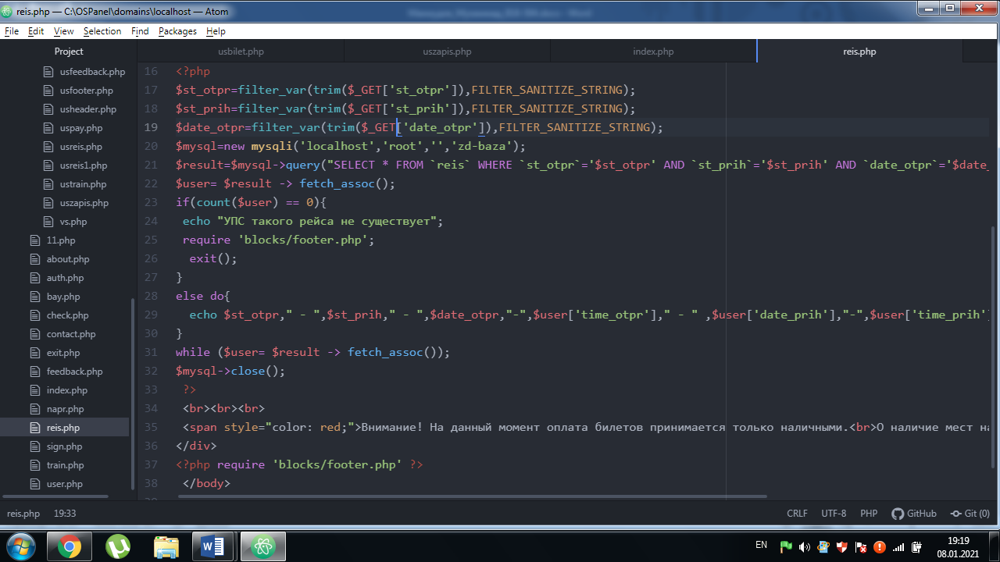 reis.php — C:\OSPanel\domains\localhost — Atom
File Edit View Selection Find Packages Help
Project
usbilet.php
uszapis.php
index.php
reis.php
usfeedback.php
usfooter.php
usheader.php
uspay.php
usreis.php
usreis1.php
ustrain.php
uszapis.php
vs.php
11.php
about.php
auth.php
bay.php
check.php
contact.php
exit.php
feedback.php
index.php
napr.php
reis.php
sign.php
train.php
user.php
16 <?php
17 $st_otpr=filter_var(trim($_GET['st_otpr']),FILTER_SANITIZE_STRING);
18 $st_prih=filter_var(trim($_GET['st_prih']),FILTER_SANITIZE_STRING);
19 $date_otpr=filter_var(trim($_GET['date_otpr']),FILTER_SANITIZE_STRING);
20 $mysql=new mysqli('localhost','root','','zd-baza');
21 $result=$mysql->query("SELECT * FROM `reis` WHERE `st_otpr`='$st_otpr' AND `st_prih`='$st_prih' AND `date_otpr`='$date_
22 $user= $result -> fetch_assoc();
23 if(count($user) == 0){
24 echo "УПС такого рейса не существует";
25 require 'blocks/footer.php';
26 exit();
27 }
28 else do{
29 echo $st_otpr," - ",$st_prih," - ",$date_otpr,"-",$user['time_otpr']," - " ,$user['date_prih'],"-",$user['time_prih']
30 }
31 while ($user= $result -> fetch_assoc());
32 $mysql->close();
33 ?>
34 <br><br><br>
35 <span style="color: red;">Внимание! На данный момент оплата билетов принимается только наличными.<br>О наличие мест на
36 </div>
37 <?php require 'blocks/footer.php' ?>
38 </body>
reis.php 19:33
CRLF UTF-8 PHP GitHub Git (0)
EN
19:19
08.01.2021